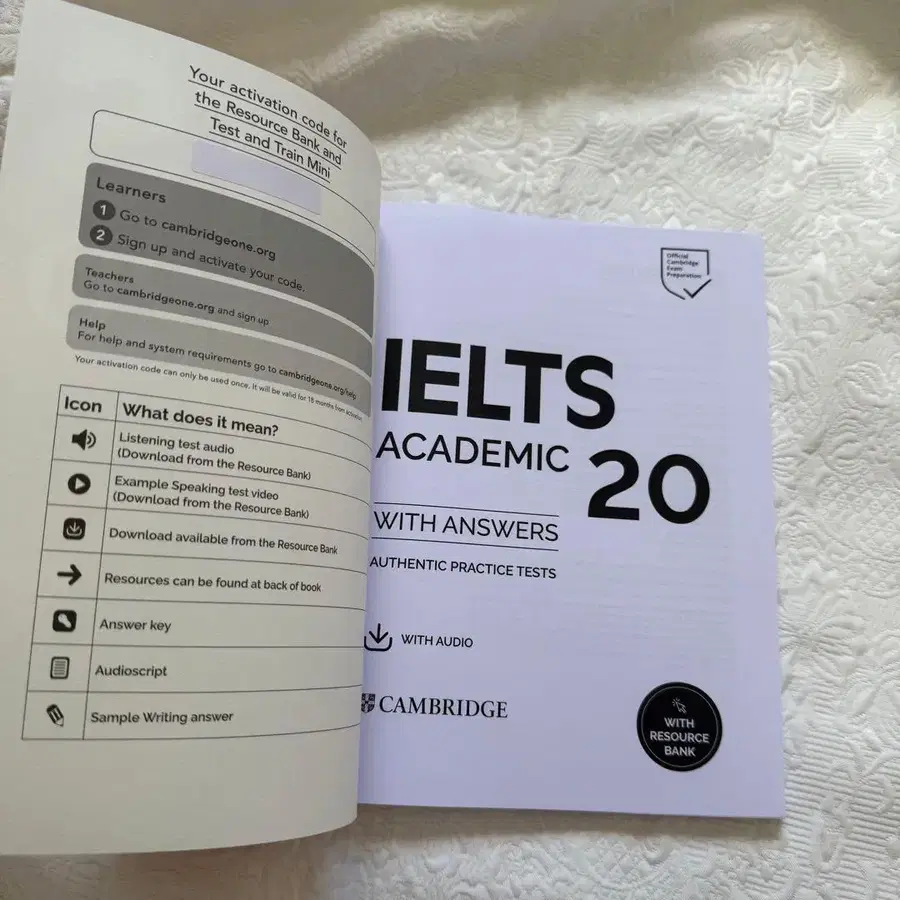 Your activation code for
the Resource Bank and
Test and Train Mini
Learners
1 Go to cambridgeone.org
2 Sign up and activate your code.
Teachers
Go to cambridgeone.org and sign up
Help
For help and system requirements go to cambridgeone.org/help
Your activation code can only be used once. It will be valid for 18 months from activation
Icon What does it mean?
Listening test audio
(Download from the Resource Bank)
Example Speaking test video
(Download from the Resource Bank)
Download available from the Resource Bank
Resources can be found at back of book
Answer key
Audioscript
Sample Writing answer
Official
Cambridge
Exam
Preparation
IELTS
ACADEMIC 20
WITH ANSWERS
AUTHENTIC PRACTICE TESTS
WITH AUDIO
CAMBRIDGE
WITH
RESOURCE
BANK